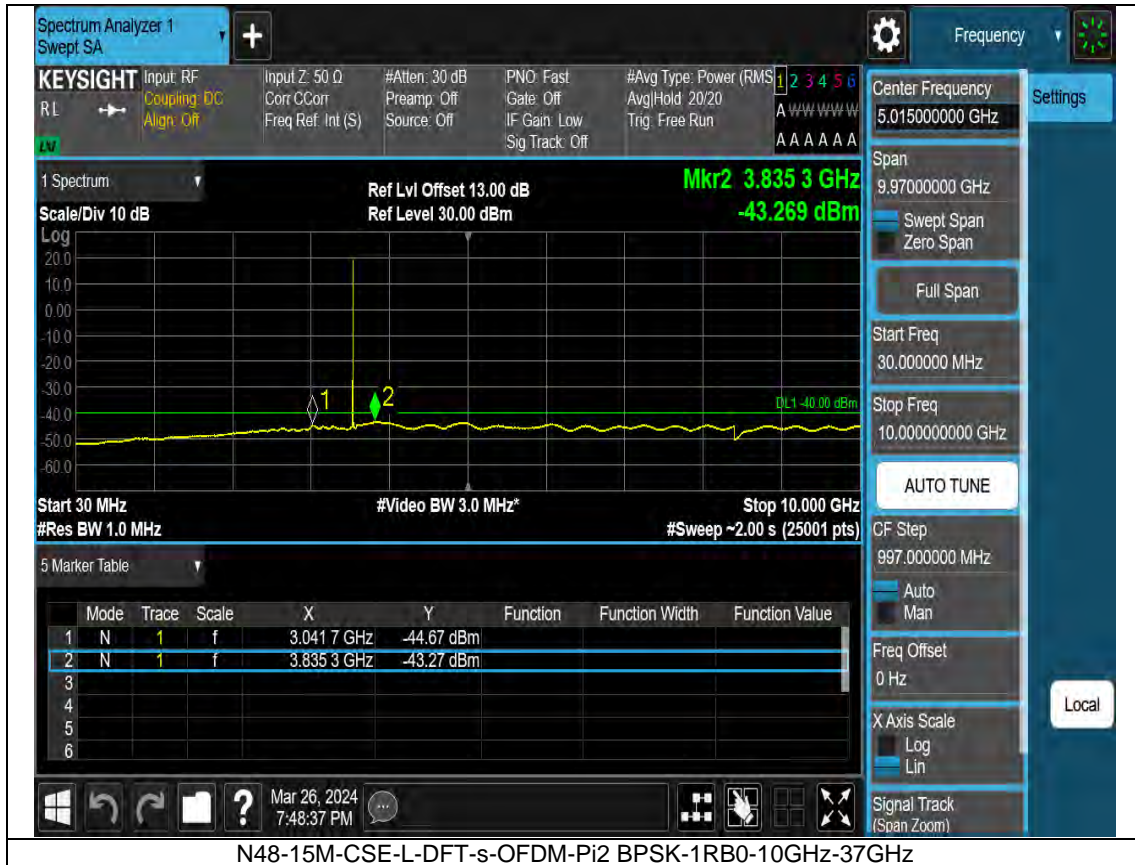 Spectrum Analyzer 1
Swept SA
+
Frequency
KEYSIGHT
RL
LXI
Input: RF
Coupling: DC
Align: Off
Input Z: 50 Ω
Corr CCorr
Freq Ref: Int (S)
#Atten: 30 dB
Preamp: Off
Source: Off
PNO: Fast
Gate: Off
IF Gain: Low
Sig Track: Off
#Avg Type: Power (RMS
Avg|Hold: 20/20
Trig: Free Run
1 2 3 4 5 6
A W W W W W
A A A A A A
1 Spectrum
Scale/Div 10 dB
Log
Ref Lvl Offset 13.00 dB
Ref Level 30.00 dBm
Mkr2 3.835 3 GHz
-43.269 dBm
20.0
10.0
0.00
-10.0
-20.0
-30.0
-40.0
-50.0
-60.0
1
2
DL1 -40.00 dBm
Start 30 MHz
#Video BW 3.0 MHz*
Stop 10.000 GHz
#Res BW 1.0 MHz
#Sweep ~2.00 s (25001 pts)
5 Marker Table
Mode Trace Scale X Y Function Function Width Function Value
1 N 1 f 3.041 7 GHz -44.67 dBm
2 N 1 f 3.835 3 GHz -43.27 dBm
3
4
5
6
Mar 26, 2024
7:48:37 PM
?
Center Frequency
5.015000000 GHz
Settings
Span
9.97000000 GHz
Swept Span
Zero Span
Full Span
Start Freq
30.000000 MHz
Stop Freq
10.000000000 GHz
AUTO TUNE
CF Step
997.000000 MHz
Auto
Man
Freq Offset
0 Hz
X Axis Scale
Log
Lin
Signal Track
(Span Zoom)
Local
N48-15M-CSE-L-DFT-s-OFDM-Pi2 BPSK-1RB0-10GHz-37GHz